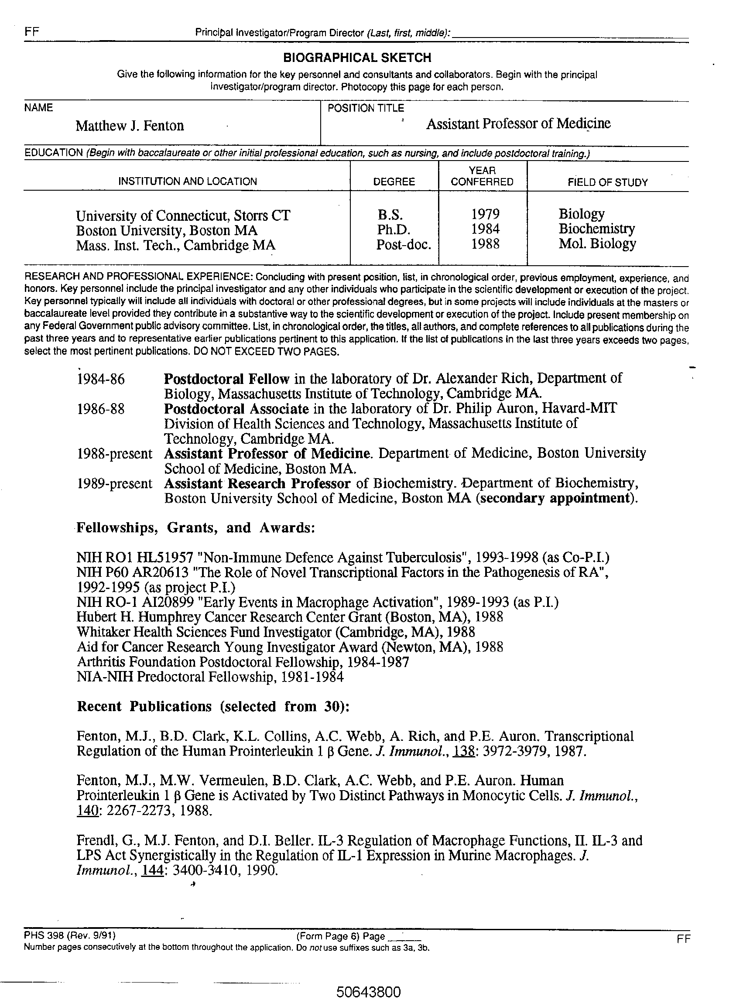 FF
Principal Investigator/Program Director (Last, first, middle):
BIOGRAPHICAL SKETCH
Give the following information for the key personnel and consultants and collaborators. Begin with the principal
investigator/program director. Photocopy this page for each person.
NAME
POSITION TITLE
Matthew J. Fenton
Assistant Professor of Medicine
EDUCATION (Begin with baccalaureate or other initial professional education, such as nursing, and include postdoctoral training.)
INSTITUTION AND LOCATION DEGREE YEAR CONFERRED FIELD OF STUDY
University of Connecticut, Storrs CT B.S. 1979 Biology
Boston University, Boston MA Ph.D. 1984 Biochemistry
Mass. Inst. Tech., Cambridge MA Post-doc. 1988 Mol. Biology
RESEARCH AND PROFESSIONAL EXPERIENCE: Concluding with present position, list, in chronological order, previous employment, experience, and
honors. Key personnel include the principal investigator and any other individuals who participate in the scientific development or execution of the project.
Key personnel typically will include all individuals with doctoral or other professional degrees, but in some projects will include individuals at the masters or
baccalaureate level provided they contribute in a substantive way to the scientific development or execution of the project. Include present membership on
any Federal Government public advisory committee. List, in chronological order, the titles, all authors, and complete references to all publications during the
past three years and to representative earlier publications pertinent to this application. If the list of publications in the last three years exceeds two pages,
select the most pertinent publications. DO NOT EXCEED TWO PAGES.
1984-86 Postdoctoral Fellow in the laboratory of Dr. Alexander Rich, Department of
Biology, Massachusetts Institute of Technology, Cambridge MA.
1986-88 Postdoctoral Associate in the laboratory of Dr. Philip Auron, Havard-MIT
Division of Health Sciences and Technology, Massachusetts Institute of
Technology, Cambridge MA.
1988-present Assistant Professor of Medicine. Department of Medicine, Boston University
School of Medicine, Boston MA.
1989-present Assistant Research Professor of Biochemistry. Department of Biochemistry,
Boston University School of Medicine, Boston MA (secondary appointment).
Fellowships, Grants, and Awards:
NIH RO1 HL51957 "Non-Immune Defence Against Tuberculosis", 1993-1998 (as Co-P.I.)
NIH P60 AR20613 "The Role of Novel Transcriptional Factors in the Pathogenesis of RA",
1992-1995 (as project P.I.)
NIH RO-1 AI20899 "Early Events in Macrophage Activation", 1989-1993 (as P.I.)
Hubert H. Humphrey Cancer Research Center Grant (Boston, MA), 1988
Whitaker Health Sciences Fund Investigator (Cambridge, MA), 1988
Aid for Cancer Research Young Investigator Award (Newton, MA), 1988
Arthritis Foundation Postdoctoral Fellowship, 1984-1987
NIA-NIH Predoctoral Fellowship, 1981-1984
Recent Publications (selected from 30):
Fenton, M.J., B.D. Clark, K.L. Collins, A.C. Webb, A. Rich, and P.E. Auron. Transcriptional
Regulation of the Human Prointerleukin 1 β Gene. J. Immunol., 138: 3972-3979, 1987.
Fenton, M.J., M.W. Vermeulen, B.D. Clark, A.C. Webb, and P.E. Auron. Human
Prointerleukin 1 β Gene is Activated by Two Distinct Pathways in Monocytic Cells. J. Immunol.,
140: 2267-2273, 1988.
Frendl, G., M.J. Fenton, and D.I. Beller. IL-3 Regulation of Macrophage Functions, II. IL-3 and
LPS Act Synergistically in the Regulation of IL-1 Expression in Murine Macrophages. J.
Immunol., 144: 3400-3410, 1990.
PHS 398 (Rev. 9/91) (Form Page 6) Page FF
Number pages consecutively at the bottom throughout the application. Do not use suffixes such as 3a, 3b.
50643800